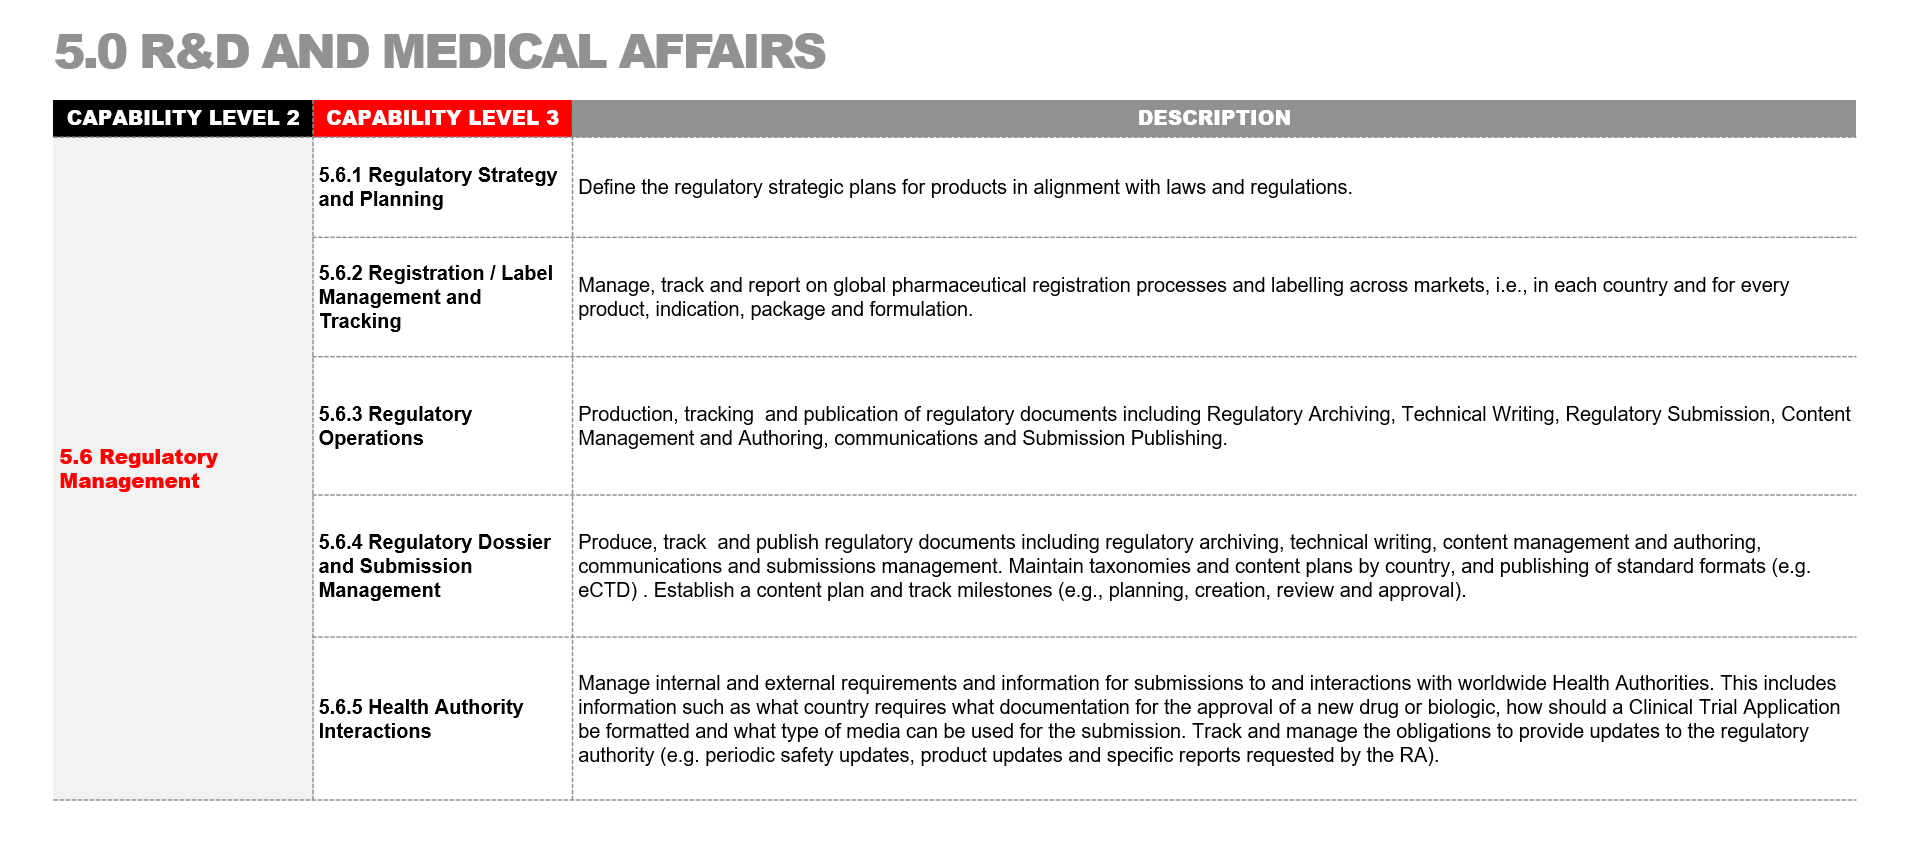 5.0 R&D AND MEDICAL AFFAIRS
CAPABILITY LEVEL 2
CAPABILITY LEVEL 3
DESCRIPTION
5.6 Regulatory
Management
5.6.1 Regulatory Strategy
and Planning
Define the regulatory strategic plans for products in alignment with laws and regulations.
5.6.2 Registration / Label
Management and
Tracking
Manage, track and report on global pharmaceutical registration processes and labelling across markets, i.e., in each country and for every
product, indication, package and formulation.
5.6.3 Regulatory
Operations
Production, tracking  and publication of regulatory documents including Regulatory Archiving, Technical Writing, Regulatory Submission, Content
Management and Authoring, communications and Submission Publishing.
5.6.4 Regulatory Dossier
and Submission
Management
Produce, track  and publish regulatory documents including regulatory archiving, technical writing, content management and authoring,
communications and submissions management. Maintain taxonomies and content plans by country, and publishing of standard formats (e.g.
eCTD) . Establish a content plan and track milestones (e.g., planning, creation, review and approval).
5.6.5 Health Authority
Interactions
Manage internal and external requirements and information for submissions to and interactions with worldwide Health Authorities. This includes
information such as what country requires what documentation for the approval of a new drug or biologic, how should a Clinical Trial Application
be formatted and what type of media can be used for the submission. Track and manage the obligations to provide updates to the regulatory
authority (e.g. periodic safety updates, product updates and specific reports requested by the RA).